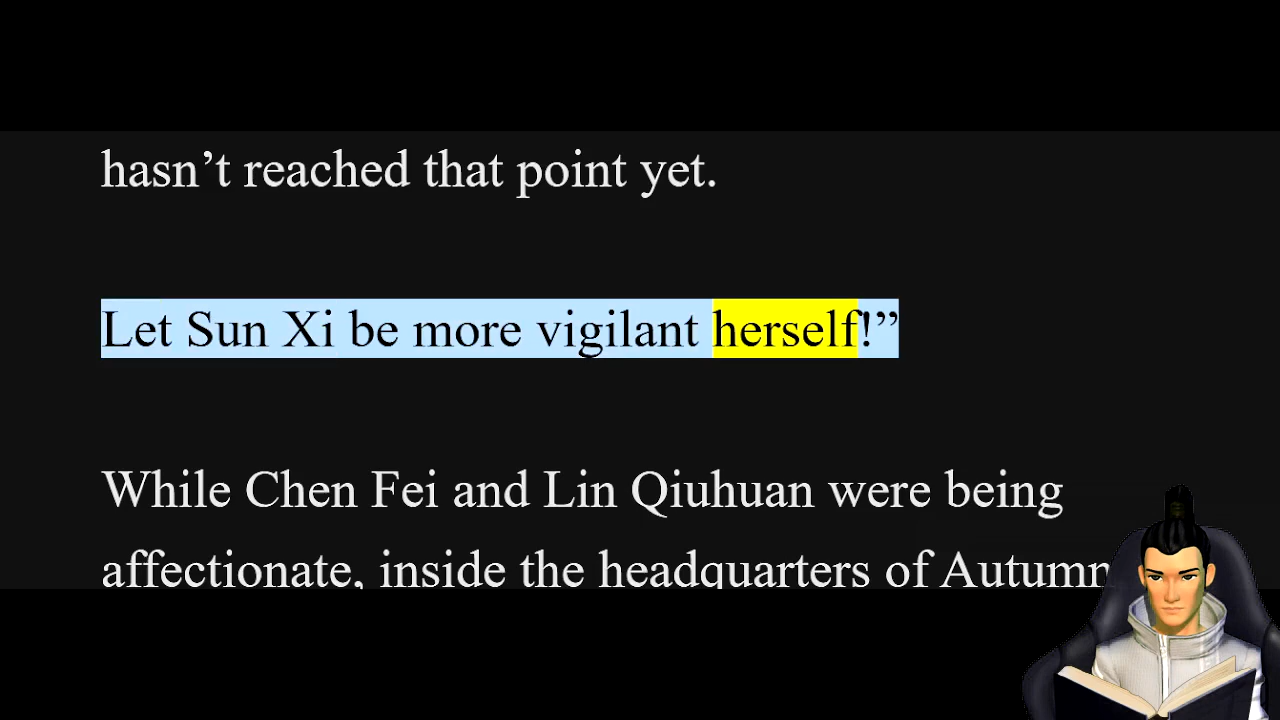 hasn’t reached that point yet.
Let Sun Xi be more vigilant herself!”
While Chen Fei and Lin Qiuhuan were being
affectionate, inside the headquarters of Autumn